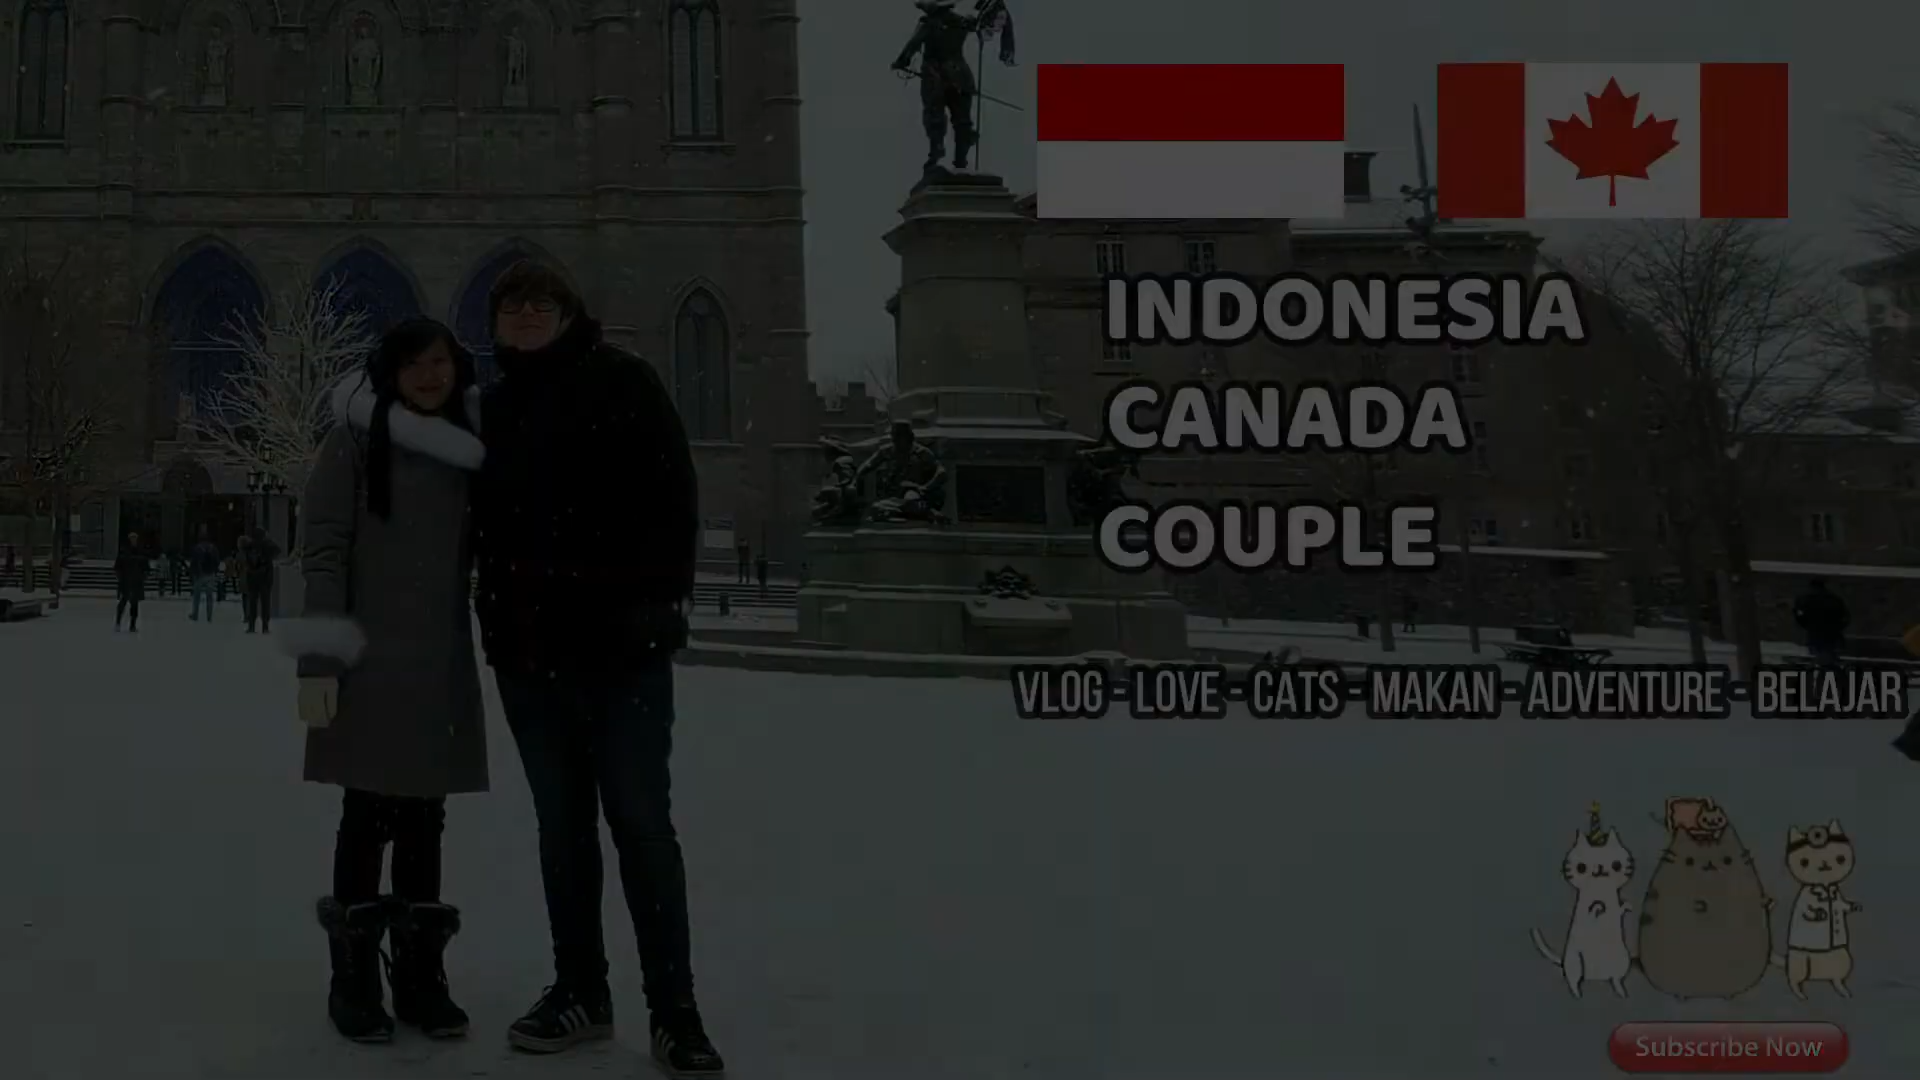 INDONESIA
CANADA
COUPLE
VLOG - LOVE - CATS - MAKAN - ADVENTURE - BELAJAR
Subscribe Now